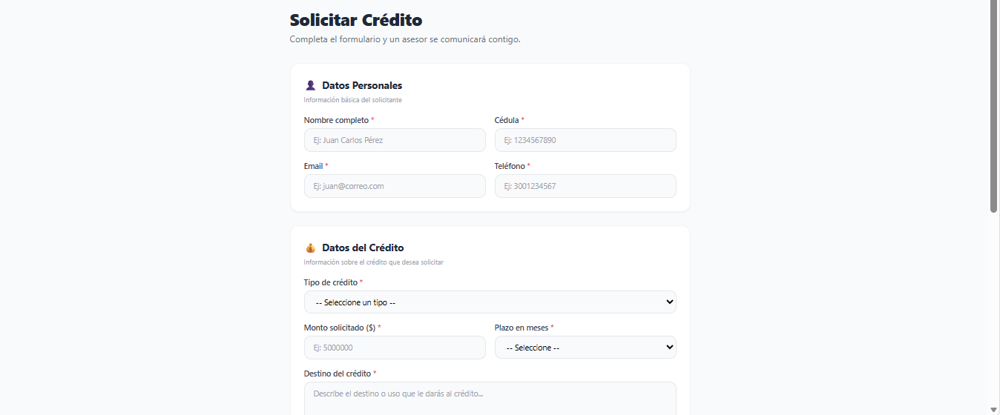 Solicitar Crédito
Completa el formulario y un asesor se comunicará contigo.
Datos Personales
Información básica del solicitante
Nombre completo * Cédula *
Ej: Juan Carlos Pérez Ej: 1234567890
Email * Teléfono *
Ej: juan@correo.com Ej: 3001234567
Datos del Crédito
Información sobre el crédito que desea solicitar
Tipo de crédito *
-- Seleccione un tipo --
Monto solicitado ($) * Plazo en meses *
Ej: 5000000 -- Seleccione --
Destino del crédito *
Describe el destino o uso que le darás al crédito...